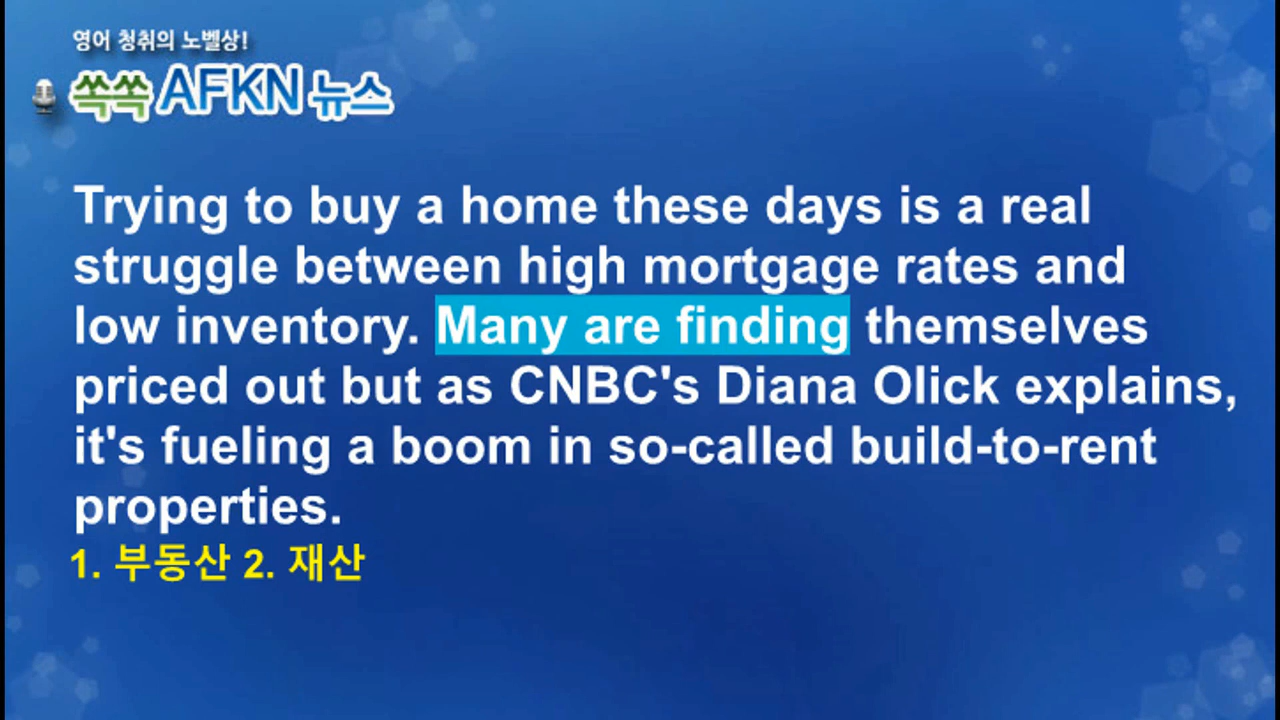 영어 청취의 노벨상!
쏙쏙 AFKN 뉴스
Trying to buy a home these days is a real
struggle between high mortgage rates and
low inventory. Many are finding themselves
priced out but as CNBC's Diana Olick explains,
it's fueling a boom in so-called build-to-rent
properties.
1. 부동산 2. 재산